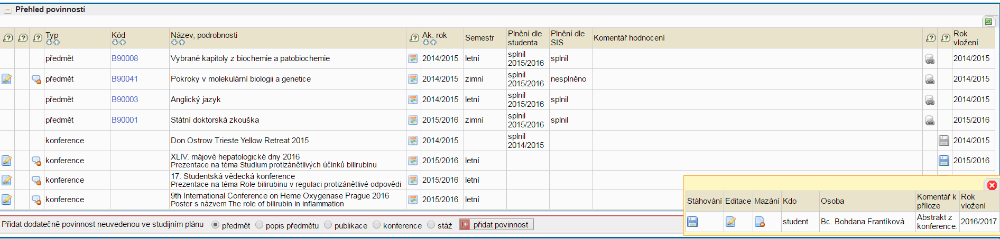 Přehled povinností
Typ
Kód
Název, podrobnosti
Ak. rok
Semestr
Plnění dle
studenta
Plnění dle
SIS
Komentář hodnocení
Rok
vložení
předmět B90008 Vybrané kapitoly z biochemie a patobiochemie 2014/2015 letní splnil 2015/2016 splnil 2014/2015
předmět B90041 Pokroky v molekulární biologii a genetice 2014/2015 zimní splnil 2015/2016 nesplněno 2014/2015
předmět B90003 Anglický jazyk 2014/2015 letní splnil 2015/2016 splnil 2014/2015
předmět B90001 Státní doktorská zkouška 2015/2016 zimní splnil 2015/2016 splnil 2015/2016
konference Don Ostrow Trieste Yellow Retreat 2015 2014/2015 splnil 2014/2015 2014/2015
konference XLIV. májové hepatologické dny 2016 2015/2016 letní 2015/2016
Prezentace na téma Studium protizánětlivých účinků bilirubinu
konference 17. Studentská vědecká konference 2015/2016 letní
Prezentace na téma Role bilirubinu v regulaci protizánětlivé odpovědi
konference 9th International Conference on Heme Oxygenase Prague 2016 2015/2016 letní
Poster s názvem The role of bilirubin in inflammation
Stáhování Editace Mazání Kdo Osoba Komentář k příloze Rok vložení
student Bc. Bohdana Frantíková Abstrakt z konference. 2016/2017
Přidat dodatečně povinnost neuvedenou ve studijním plánu předmět popis předmětu publikace konference stáž přidat povinnost